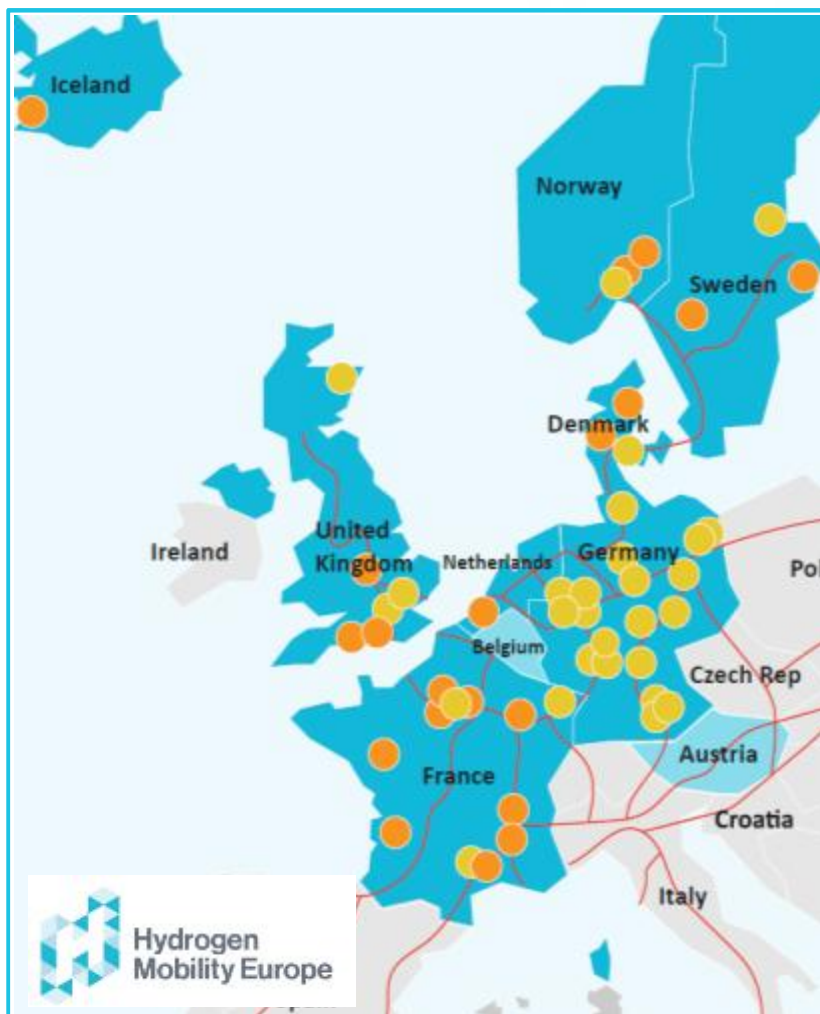 Iceland
Norway
Sweden
Denmark
United
Kingdom
Ireland
Netherlands
Germany
Pol
Belgium
Czech Rep
Austria
France
Croatia
Italy
Hydrogen
Mobility Europe